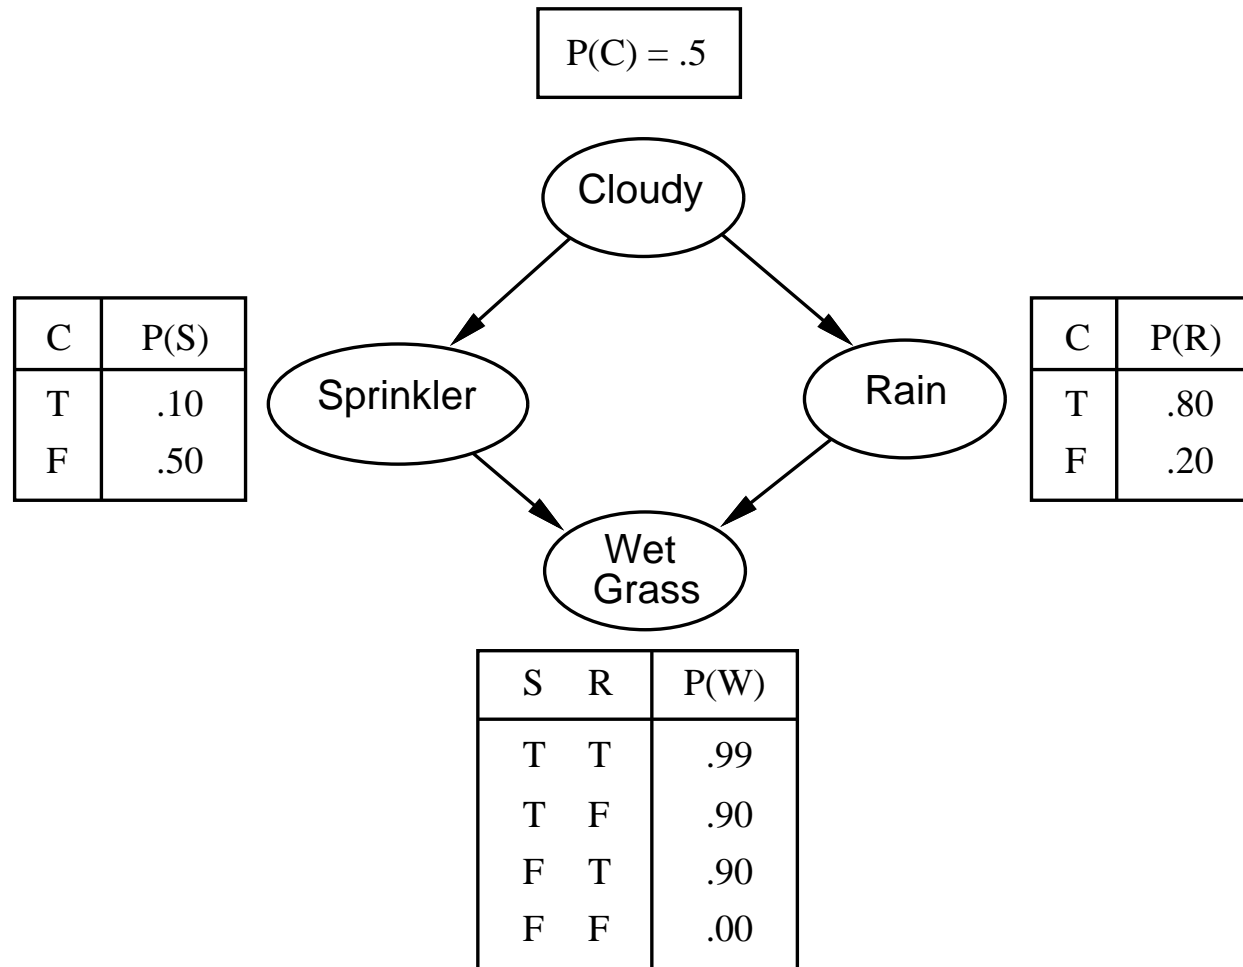 P(C) = .5
Cloudy
C P(S)
T .10
F .50
Sprinkler
Rain
C P(R)
T .80
F .20
Wet
Grass
S R P(W)
T T .99
T F .90
F T .90
F F .00